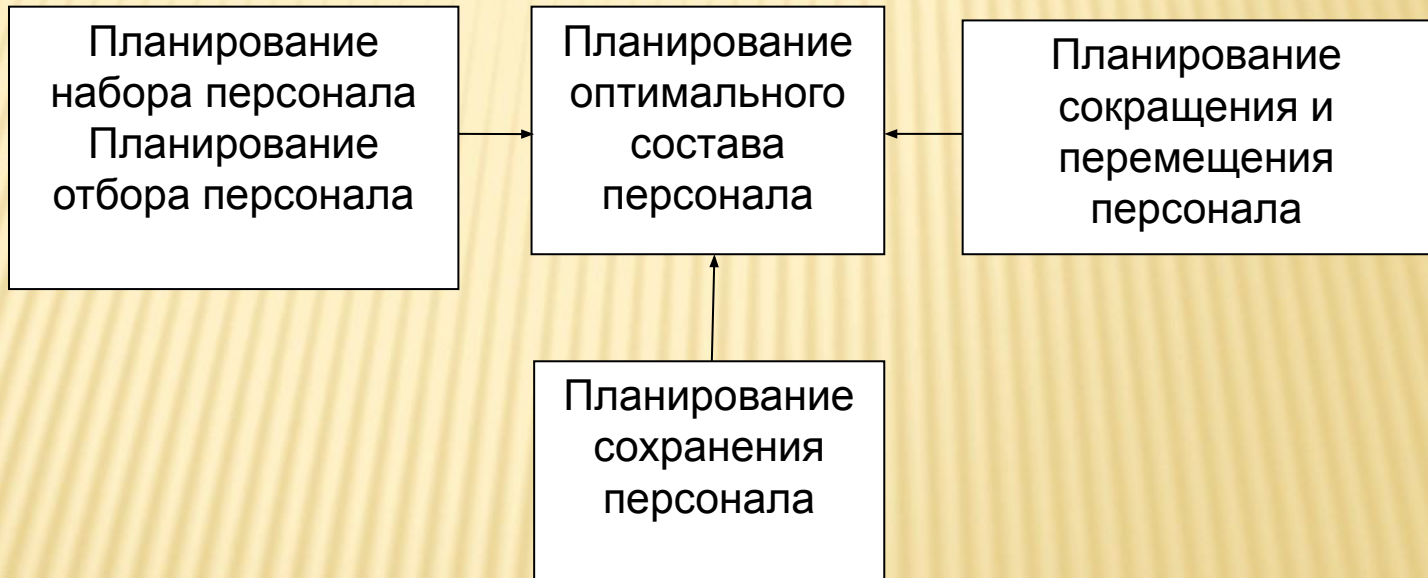 Планирование
набора персонала
Планирование
отбора персонала
Планирование
оптимального
состава
персонала
Планирование
сокращения и
перемещения
персонала
Планирование
сохранения
персонала